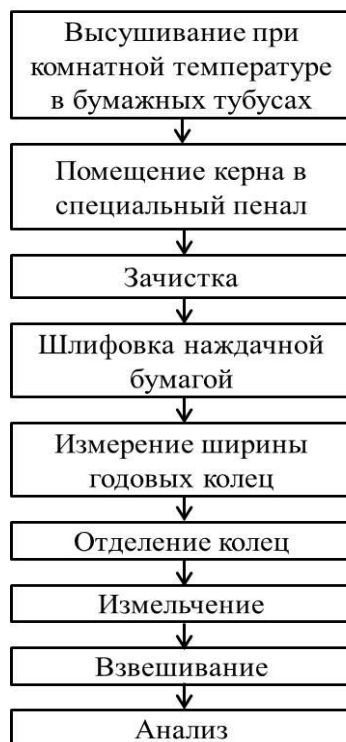 Высушивание при
комнатной температуре
в бумажных тубусах
Помещение керна в
специальный пенал
Зачистка
Шлифовка наждачной
бумагой
Измерение ширины
годовых колец
Отделение колец
Измельчение
Взвешивание
Анализ